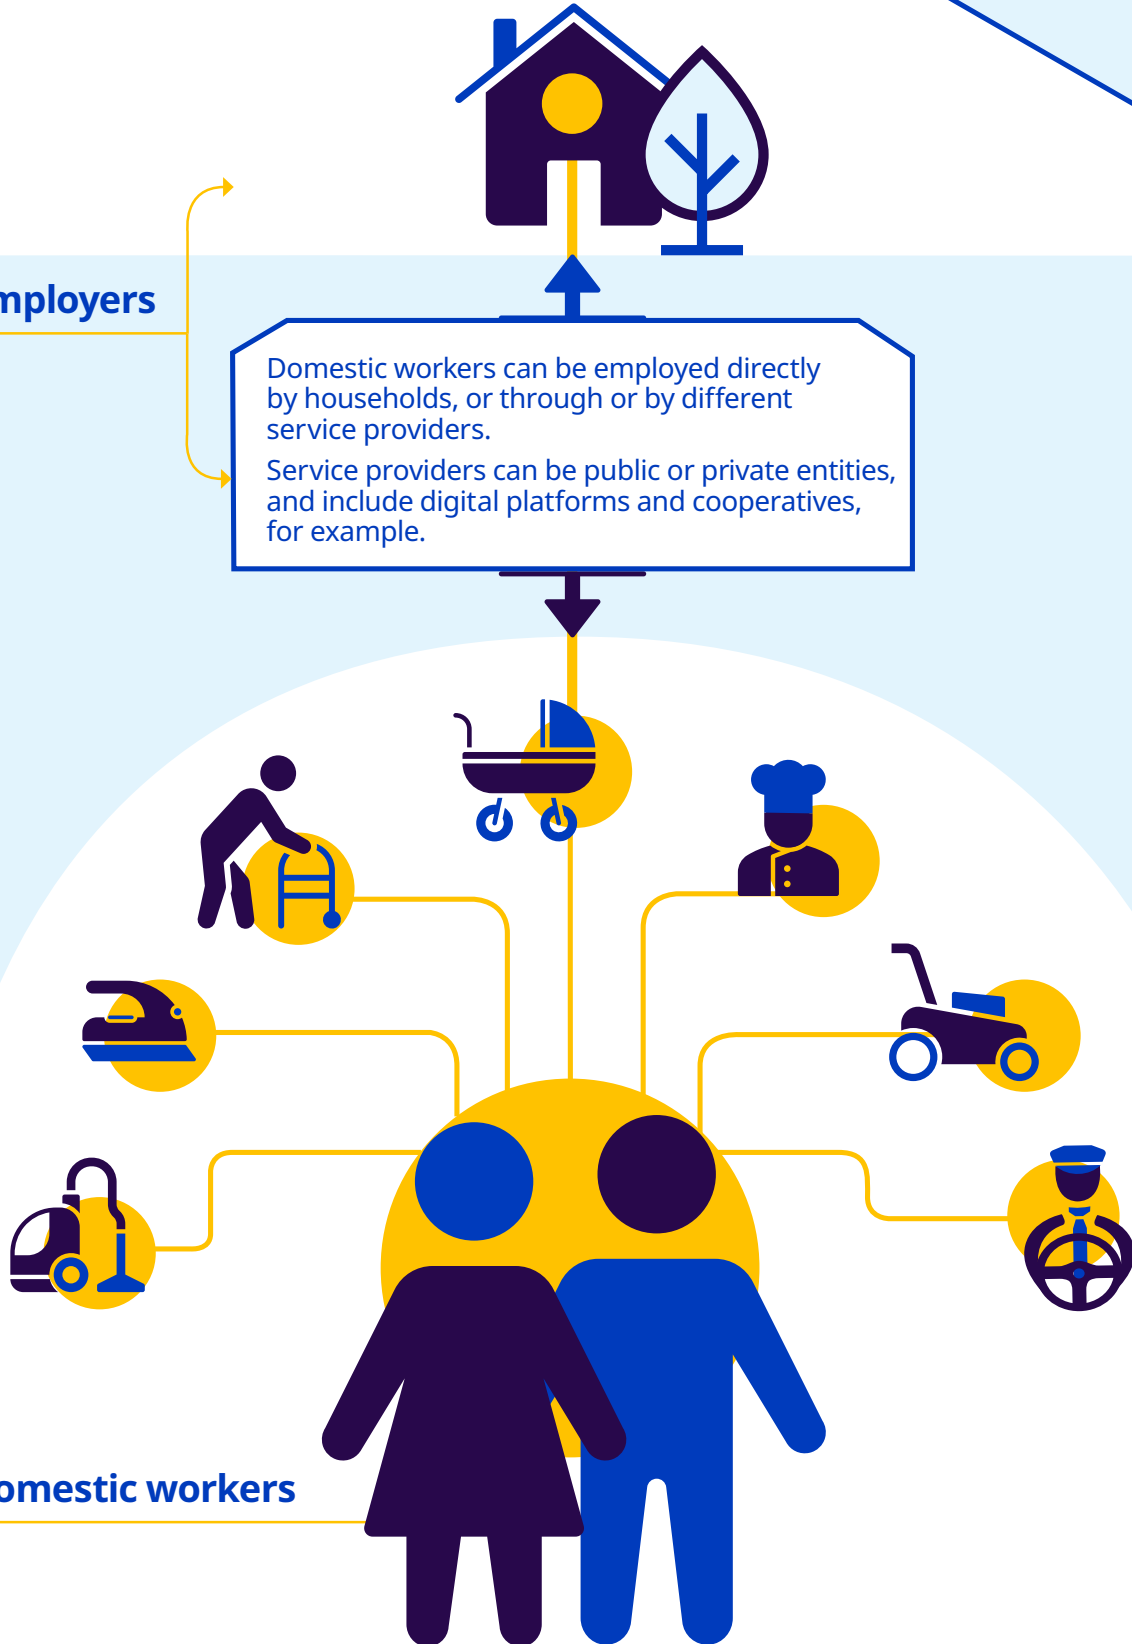 mployers
Domestic workers can be employed directly
by households, or through or by different
service providers.
Service providers can be public or private entities,
and include digital platforms and cooperatives,
for example.
omestic workers